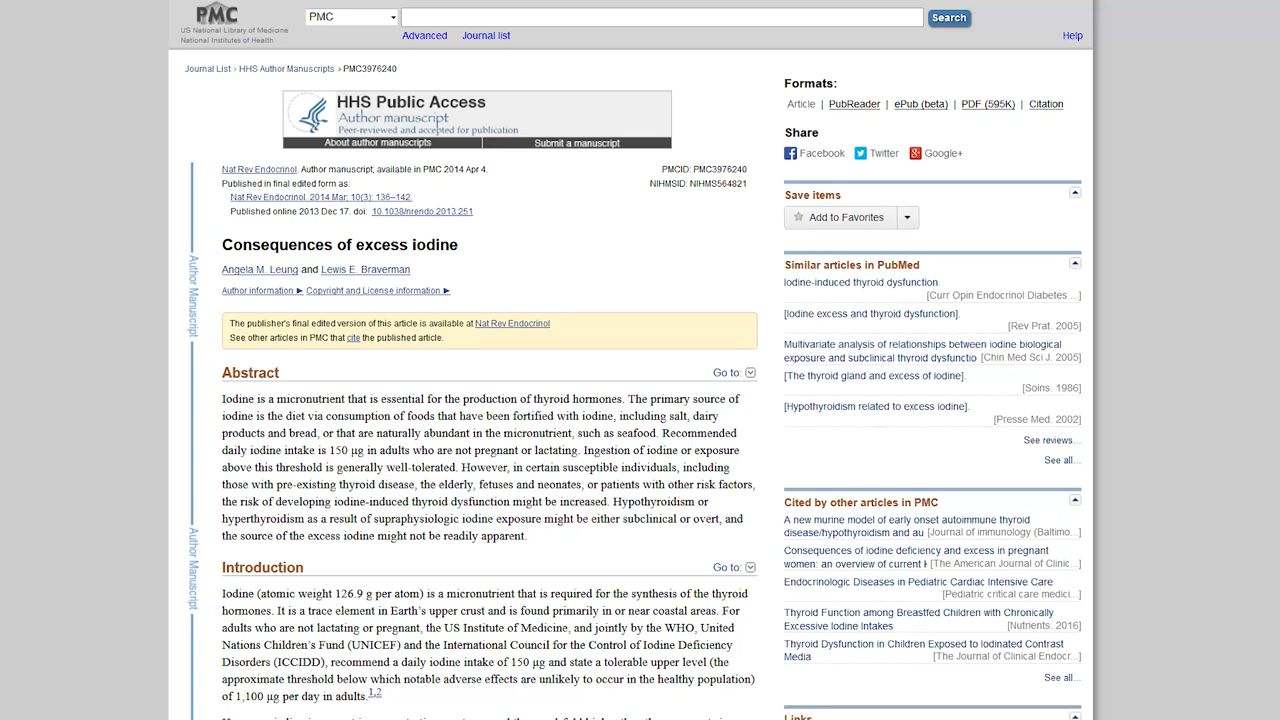 PMC
US National Library of Medicine
National Institutes of Health
PMC
Search
Advanced
Journal list
Help
Journal List › HHS Author Manuscripts › PMC3976240
HHS Public Access
Author manuscript
Peer-reviewed and accepted for publication
About author manuscripts
Submit a manuscript
Nat Rev Endocrinol. Author manuscript; available in PMC 2014 Apr 4.
Published in final edited form as:
Nat Rev Endocrinol. 2014 Mar; 10(3): 136–142.
Published online 2013 Dec 17. doi: 10.1038/nrendo.2013.251
PMCID: PMC3976240
NIHMSID: NIHMS564821
Consequences of excess iodine
Angela M. Leung and Lewis E. Braverman
Author information ► Copyright and License information ►
The publisher's final edited version of this article is available at Nat Rev Endocrinol
See other articles in PMC that cite the published article.
Abstract
Go to:
Iodine is a micronutrient that is essential for the production of thyroid hormones. The primary source of
iodine is the diet via consumption of foods that have been fortified with iodine, including salt, dairy
products and bread, or that are naturally abundant in the micronutrient, such as seafood. Recommended
daily iodine intake is 150 μg in adults who are not pregnant or lactating. Ingestion of iodine or exposure
above this threshold is generally well-tolerated. However, in certain susceptible individuals, including
those with pre-existing thyroid disease, the elderly, fetuses and neonates, or patients with other risk factors,
the risk of developing iodine-induced thyroid dysfunction might be increased. Hypothyroidism or
hyperthyroidism as a result of supraphysiologic iodine exposure might be either subclinical or overt, and
the source of the excess iodine might not be readily apparent.
Introduction
Go to:
Iodine (atomic weight 126.9 g per atom) is a micronutrient that is required for the synthesis of the thyroid
hormones. It is a trace element in Earth's upper crust and is found primarily in or near coastal areas. For
adults who are not lactating or pregnant, the US Institute of Medicine, and jointly by the WHO, United
Nations Children's Fund (UNICEF) and the International Council for the Control of Iodine Deficiency
Disorders (ICCIDD), recommend a daily iodine intake of 150 μg and state a tolerable upper level (the
approximate threshold below which notable adverse effects are unlikely to occur in the healthy population)
of 1,100 μg per day in adults.1,2
Author Manuscript
Author Manuscript
Formats:
Article | PubReader | ePub (beta) | PDF (595K) | Citation
Share
Facebook Twitter Google+
Save items
Add to Favorites
Similar articles in PubMed
Iodine-induced thyroid dysfunction.
[Curr Opin Endocrinol Diabetes ...]
[Iodine excess and thyroid dysfunction].
[Rev Prat. 2005]
Multivariate analysis of relationships between iodine biological
exposure and subclinical thyroid dysfunctio [Chin Med Sci J. 2005]
[The thyroid gland and excess of iodine].
[Soins. 1986]
[Hypothyroidism related to excess iodine].
[Presse Med. 2002]
See reviews...
See all...
Cited by other articles in PMC
A new murine model of early onset autoimmune thyroid
disease/hypothyroidism and au [Journal of immunology (Baltimo...]
Consequences of iodine deficiency and excess in pregnant
women: an overview of current [The American Journal of Clinic...]
Endocrinologic Diseases in Pediatric Cardiac Intensive Care
[Pediatric critical care medici...]
Thyroid Function among Breastfed Children with Chronically
Excessive Iodine Intakes [Nutrients. 2016]
Thyroid Dysfunction in Children Exposed to Iodinated Contrast
Media [The Journal of Clinical Endocr...]
See all...
Links